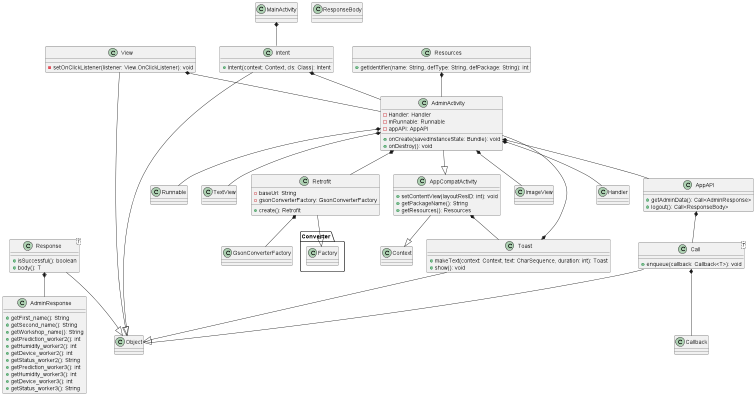 MainActivity
ResponseBody
View
setOnClickListener(listener: View.OnClickListener): void
Intent
Intent(context: Context, cls: Class): Intent
Resources
getIdentifier(name: String, defType: String, defPackage: String): int
AdminActivity
Handler: Handler
mRunnable: Runnable
appAPI: AppAPI
onCreate(savedInstanceState: Bundle): void
onDestroy(): void
Runnable
TextView
Retrofit
baseUrl: String
gsonConverterFactory: GsonConverterFactory
create(): Retrofit
AppCompatActivity
setContentView(layoutResID: int): void
getPackageName(): String
getResources(): Resources
ImageView
Handler
AppAPI
getAdminData(): Call<AdminResponse>
logout(): Call<ResponseBody>
Response
T
isSuccessful(): boolean
body(): T
GsonConverterFactory
Converter
Factory
Context
Toast
makeText(context: Context, text: CharSequence, duration: int): Toast
show(): void
Call
T
enqueue(callback: Callback<T>): void
AdminResponse
getFirst_name(): String
getSecond_name(): String
getWorkshop_name(): String
getPrediction_worker2(): int
getHumidity_worker2(): int
getDevice_worker2(): int
getStatus_worker2(): String
getPrediction_worker3(): int
getHumidity_worker3(): int
getDevice_worker3(): int
getStatus_worker3(): String
Object
Callback